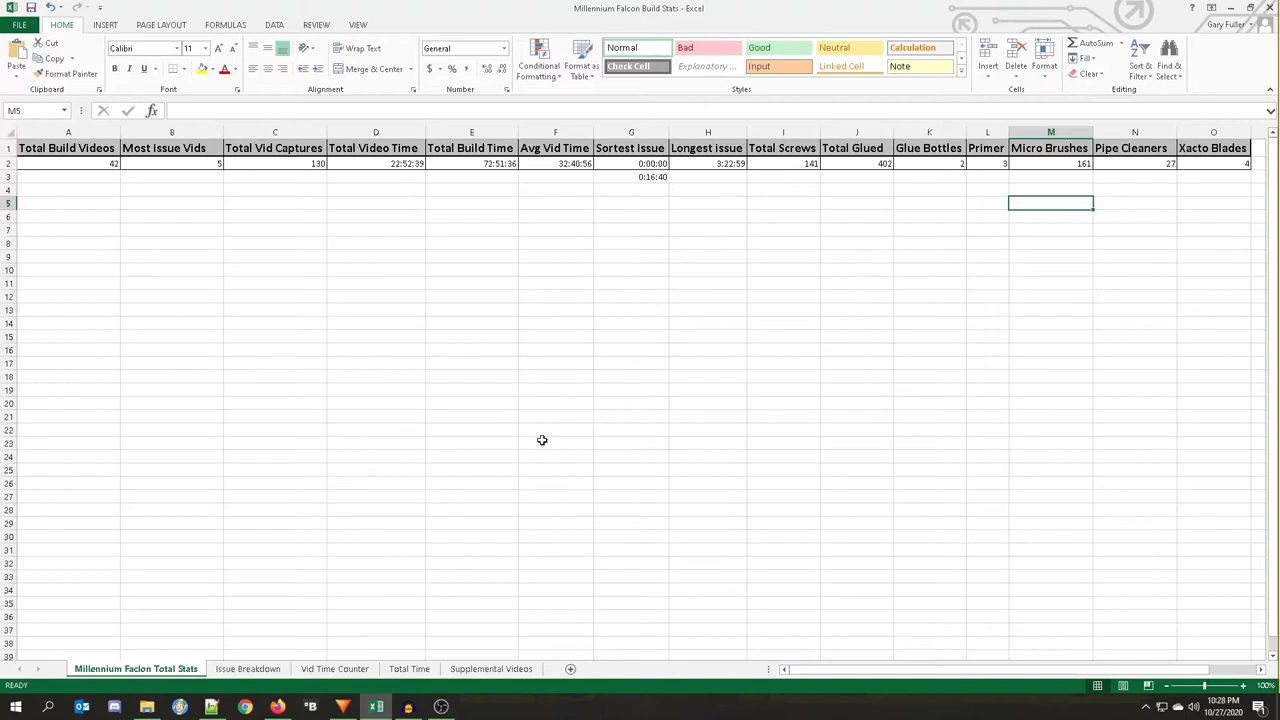 Millennium Falcon Build Stats - Excel
FILE HOME INSERT PAGE LAYOUT FORMULAS DATA REVIEW VIEW Gary Fuller
Paste Cut Copy Format Painter Clipboard
Calibri 11 B I U A Font
Wrap Text Merge & Center Alignment
General $ % , Number
Conditional Formatting Format as Table
Normal Bad Good Neutral Calculation
Check Cell Explanatory ... Input Linked Cell Note
Styles
Insert Delete Format Cells
AutoSum Fill Clear Sort & Filter Find & Select Editing
M5 fx
A B C D E F G H I J K L M N O
1 Total Build Videos Most Issue Vids Total Vid Captures Total Video Time Total Build Time Avg Vid Time Sortest Issue Longest issue Total Screws Total Glued Glue Bottles Primer Micro Brushes Pipe Cleaners Xacto Blades
2 42 5 130 22:52:39 72:51:36 32:40:56 0:00:00 3:22:59 141 402 2 3 161 27 4
3 0:16:40
4
5
6
7
8
9
10
11
12
13
14
15
16
17
18
19
20
21
22
23
24
25
26
27
28
29
30
31
32
33
34
35
36
37
38
39
Millennium Faclon Total Stats Issue Breakdown Vid Time Counter Total Time Supplemental Videos
READY 100%
10:28 PM
10/27/2020